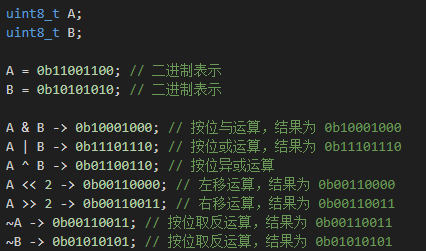 uint8_t A;
uint8_t B;
A = 0b11001100; // 二进制表示
B = 0b10101010; // 二进制表示
A & B -> 0b10001000; // 按位与运算，结果为 0b10001000
A | B -> 0b11101110; // 按位或运算，结果为 0b11101110
A ^ B -> 0b01100110; // 按位异或运算
A << 2 -> 0b00110000; // 左移运算，结果为 0b00110000
A >> 2 -> 0b00110011; // 右移运算，结果为 0b00110011
~A -> 0b00110011; // 按位取反运算，结果为 0b00110011
~B -> 0b01010101; // 按位取反运算，结果为 0b01010101